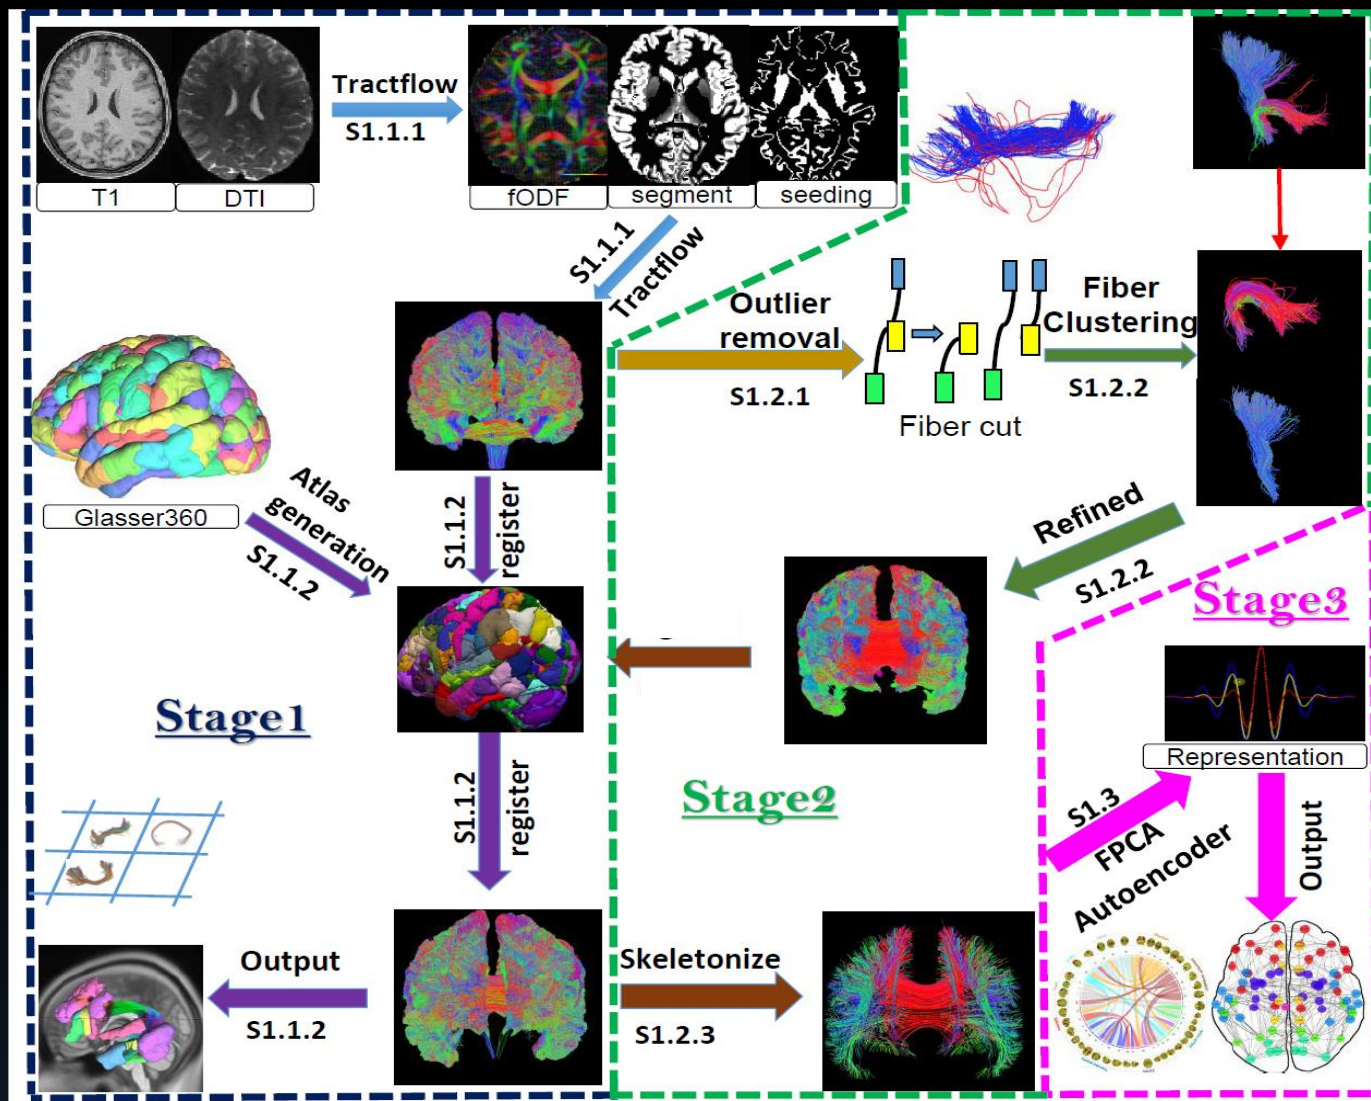 Tractflow
S1.1.1
T1
DTI
fODF
segment
seeding
S1.1.1
Tractflow
Outlier
removal
S1.2.1
Fiber cut
Fiber
Clustering
S1.2.2
Glasser360
Atlas
generation
S1.1.2
S1.1.2
register
Refined
S1.2.2
Stage3
Stage1
Representation
S1.1.2
register
Stage2
S1.3
FPCA
Autoencoder
Output
Output
S1.1.2
Skeletonize
S1.2.3